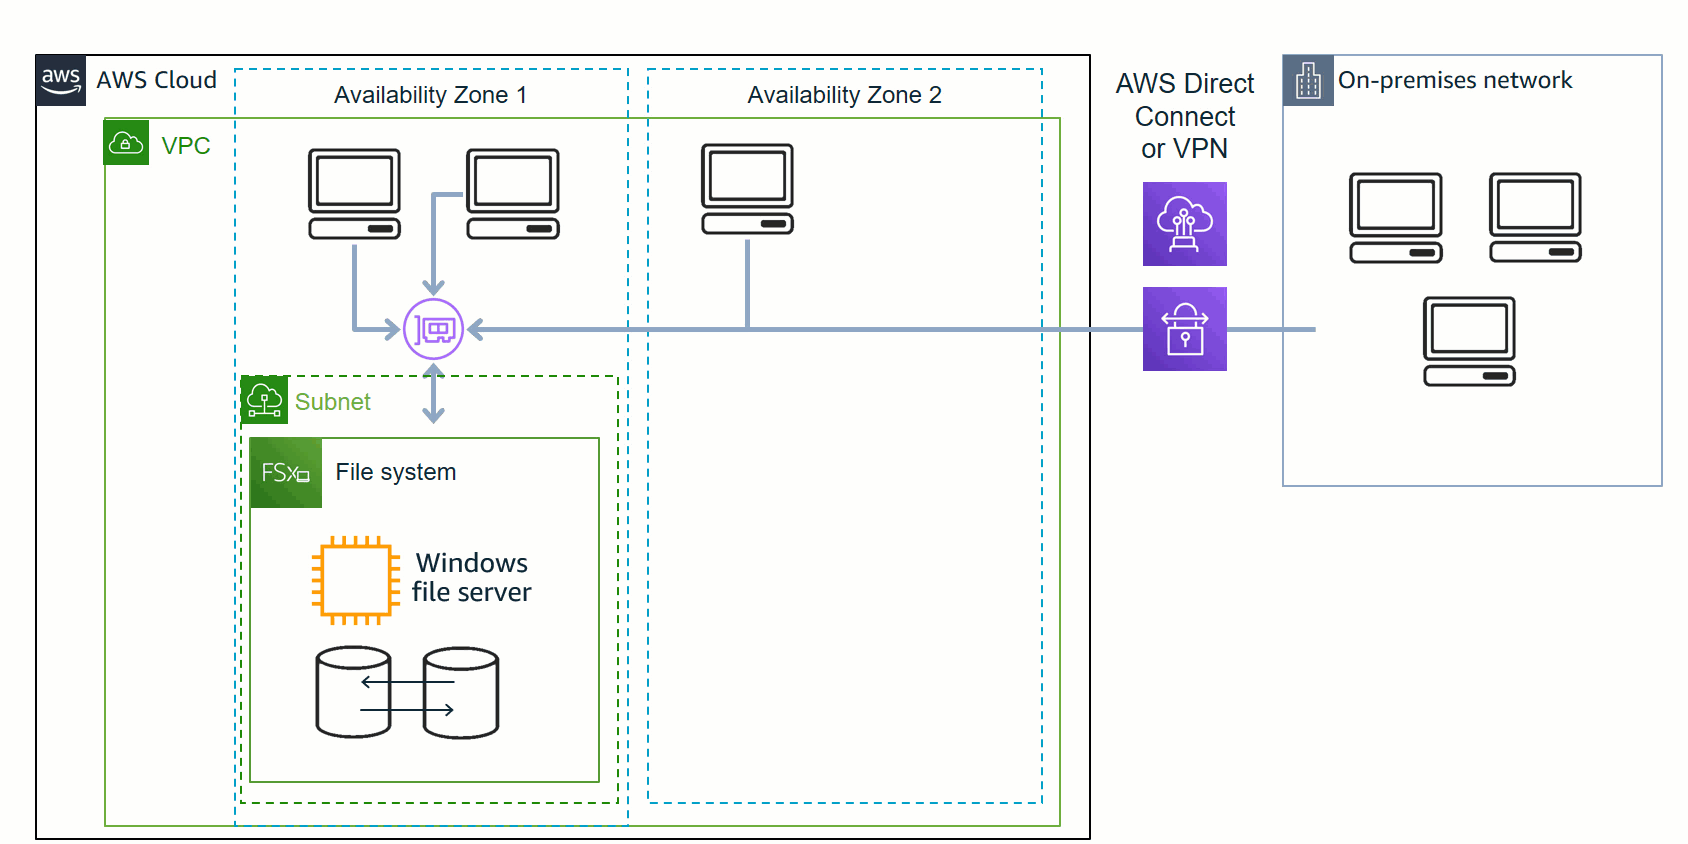 aws
AWS Cloud
Availability Zone 1
Availability Zone 2
AWS Direct
Connect
or VPN
On-premises network
VPC
Subnet
FSx
File system
Windows
file server